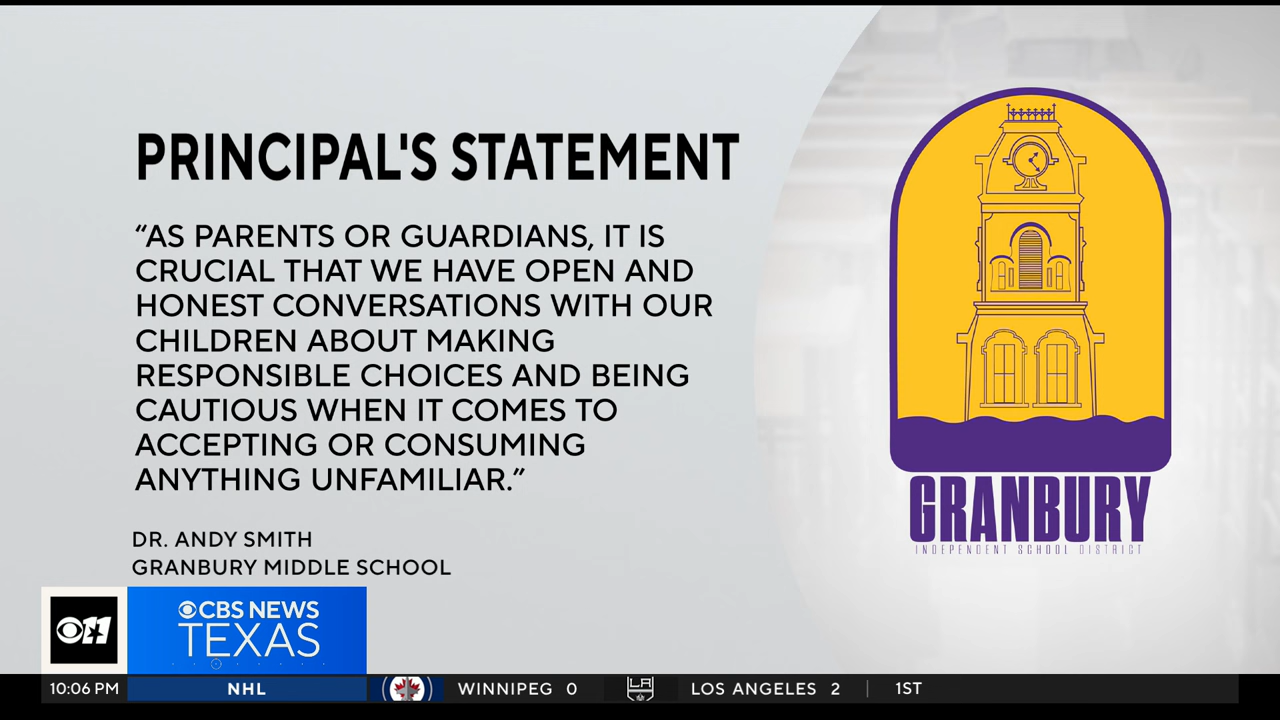 PRINCIPAL'S STATEMENT
“AS PARENTS OR GUARDIANS, IT IS
CRUCIAL THAT WE HAVE OPEN AND
HONEST CONVERSATIONS WITH OUR
CHILDREN ABOUT MAKING
RESPONSIBLE CHOICES AND BEING
CAUTIOUS WHEN IT COMES TO
ACCEPTING OR CONSUMING
ANYTHING UNFAMILIAR.”
DR. ANDY SMITH
GRANBURY MIDDLE SCHOOL
GRANBURY
INDEPENDENT SCHOOL DISTRICT
11
CBS NEWS
TEXAS
10:06 PM NHL WINNIPEG 0 LA LOS ANGELES 2 | 1ST